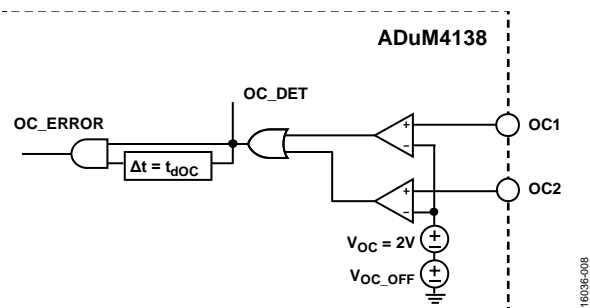 ADuM4138
OC_DET
OC_ERROR
Δt = tdOC
+
−
OC1
+
−
OC2
VOC = 2V
+
−
VOC_OFF
+
−
16036-008